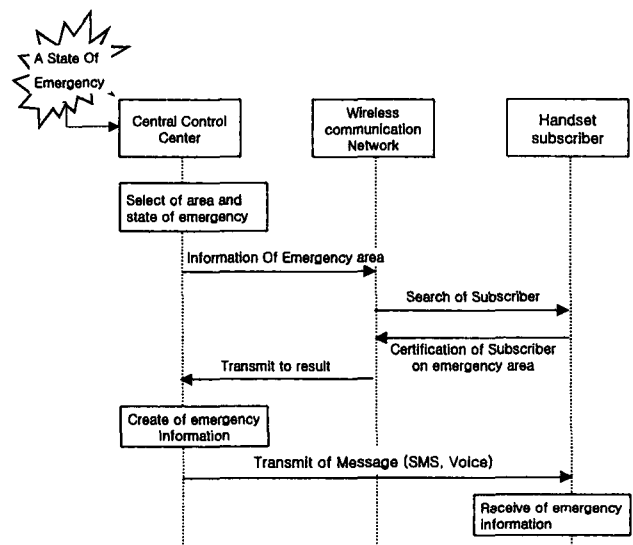 A State Of
Emergency
Central Control
Center
Wireless
communication
Network
Handset
subscriber
Select of area and
state of emergency
Information Of Emergency area
Search of Subscriber
Certification of Subscriber
on emergency area
Transmit to result
Create of emergency
Information
Transmit of Message (SMS, Voice)
Receive of emergency
information